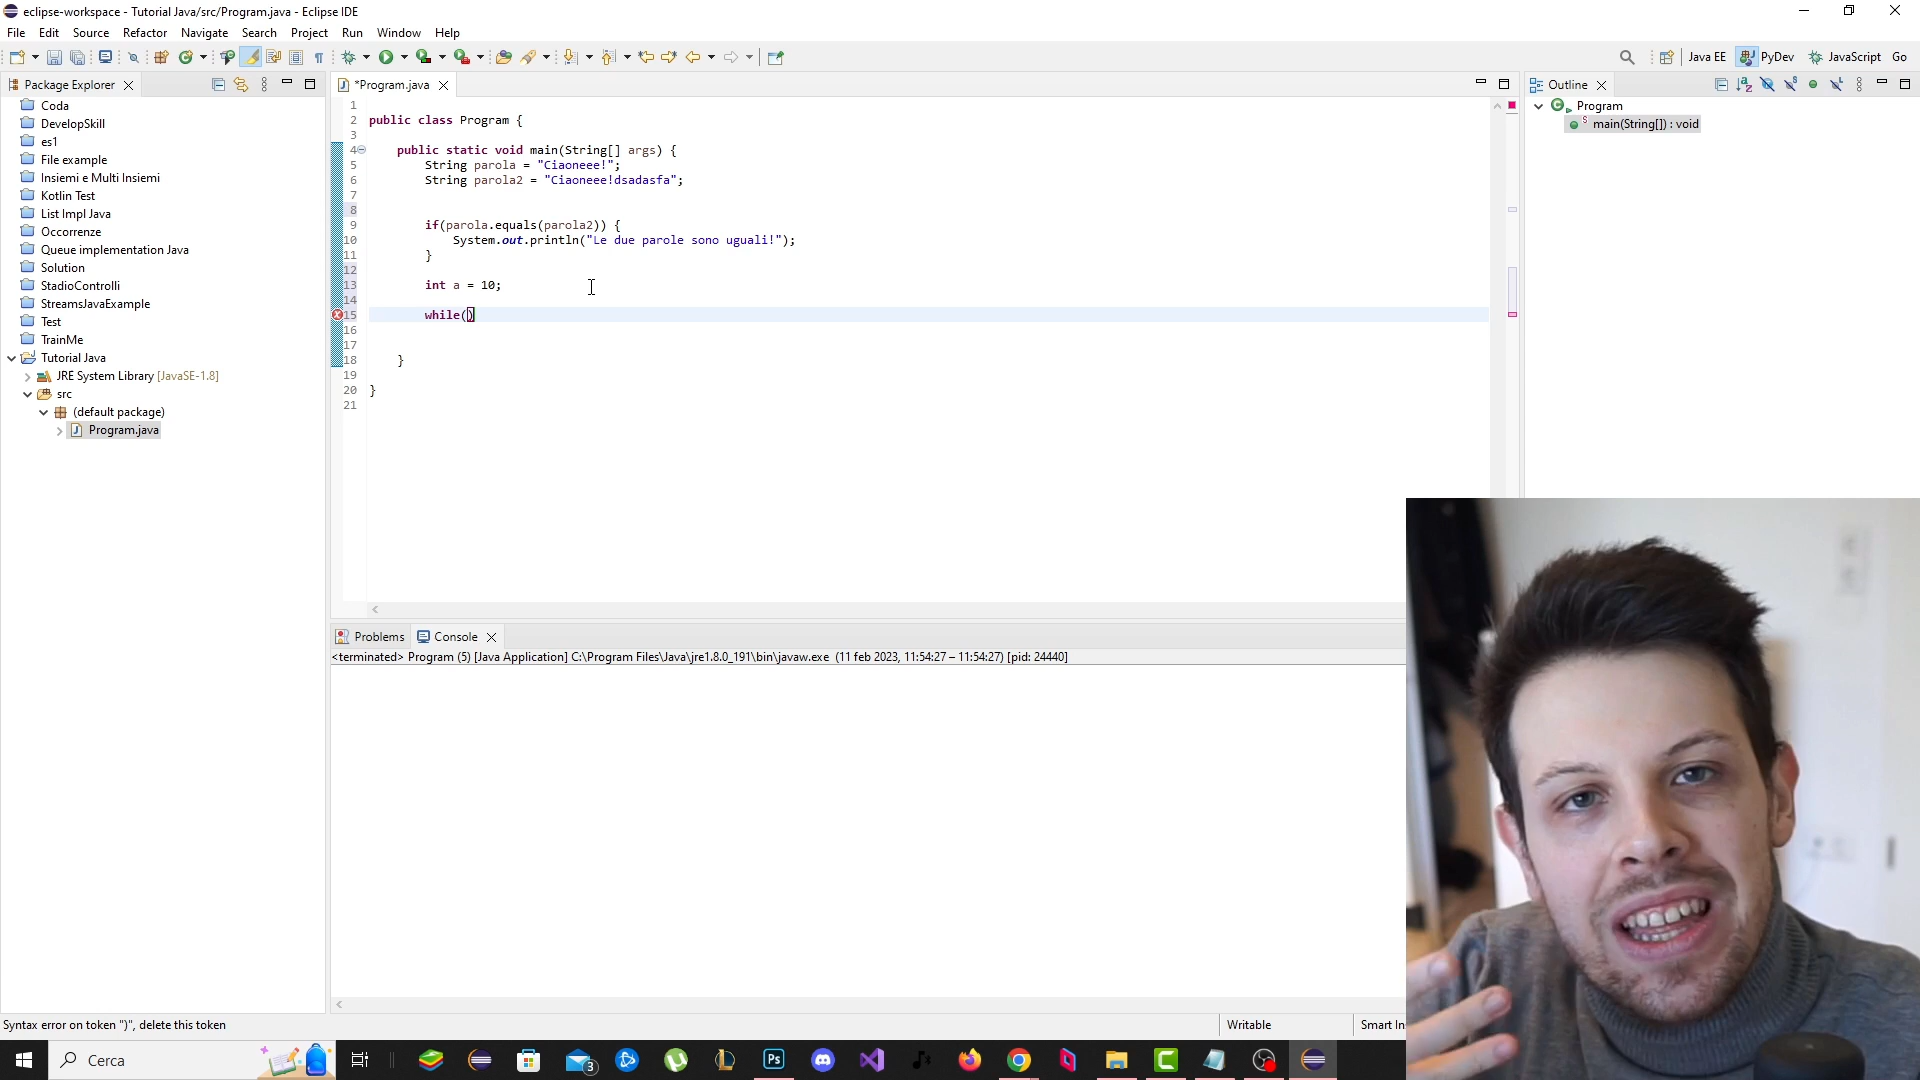 eclipse-workspace - Tutorial Java/src/Program.java - Eclipse IDE
File Edit Source Refactor Navigate Search Project Run Window Help
Java EE PyDev JavaScript Go
Package Explorer
*Program.java
Outline
Coda
DevelopSkill
es1
File example
Insiemi e Multi Insiemi
Kotlin Test
List Impl Java
Occorrenze
Queue implementation Java
Solution
StadioControlli
StreamsJavaExample
Test
TrainMe
Tutorial Java
JRE System Library [JavaSE-1.8]
src
(default package)
Program.java
1
2 public class Program {
3
4 public static void main(String[] args) {
5 String parola = "Ciaoneee!";
6 String parola2 = "Ciaoneee!dsadasfa";
7
8
9 if(parola.equals(parola2)) {
10 System.out.println("Le due parole sono uguali!");
11 }
12
13 int a = 10;
14
15 while()
16
17
18 }
19
20 }
21
Program
main(String[]) : void
Problems Console
<terminated> Program (5) [Java Application] C:\Program Files\Java\jre1.8.0_191\bin\javaw.exe (11 feb 2023, 11:54:27 – 11:54:27) [pid: 24440]
Syntax error on token ")", delete this token
Writable
Smart In
Cerca
3
Ps